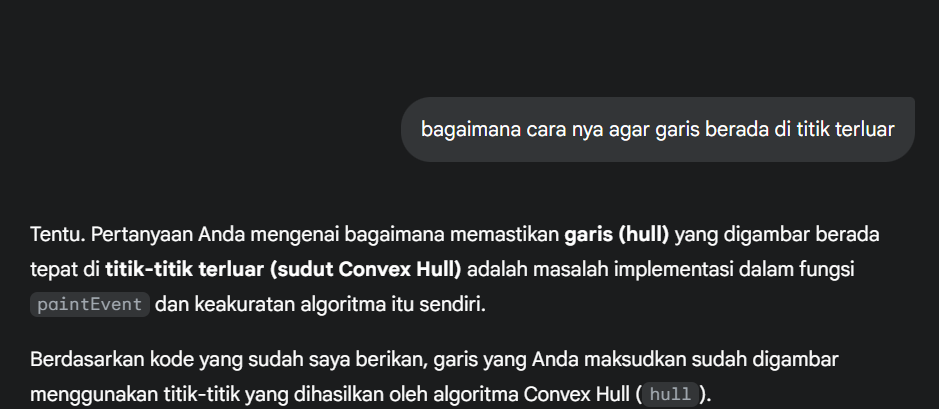 bagaimana cara nya agar garis berada di titik terluar
Tentu. Pertanyaan Anda mengenai bagaimana memastikan garis (hull) yang digambar berada
tepat di titik-titik terluar (sudut Convex Hull) adalah masalah implementasi dalam fungsi
paintEvent dan keakuratan algoritma itu sendiri.
Berdasarkan kode yang sudah saya berikan, garis yang Anda maksudkan sudah digambar
menggunakan titik-titik yang dihasilkan oleh algoritma Convex Hull (hull).